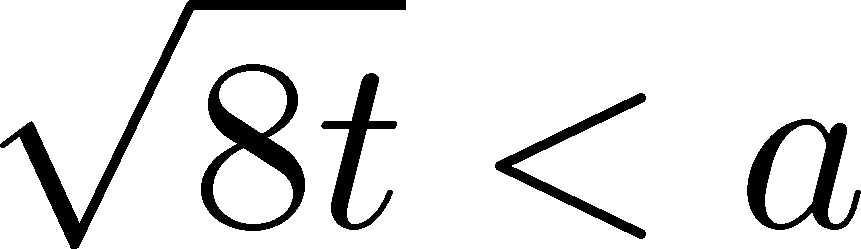 √8t < a